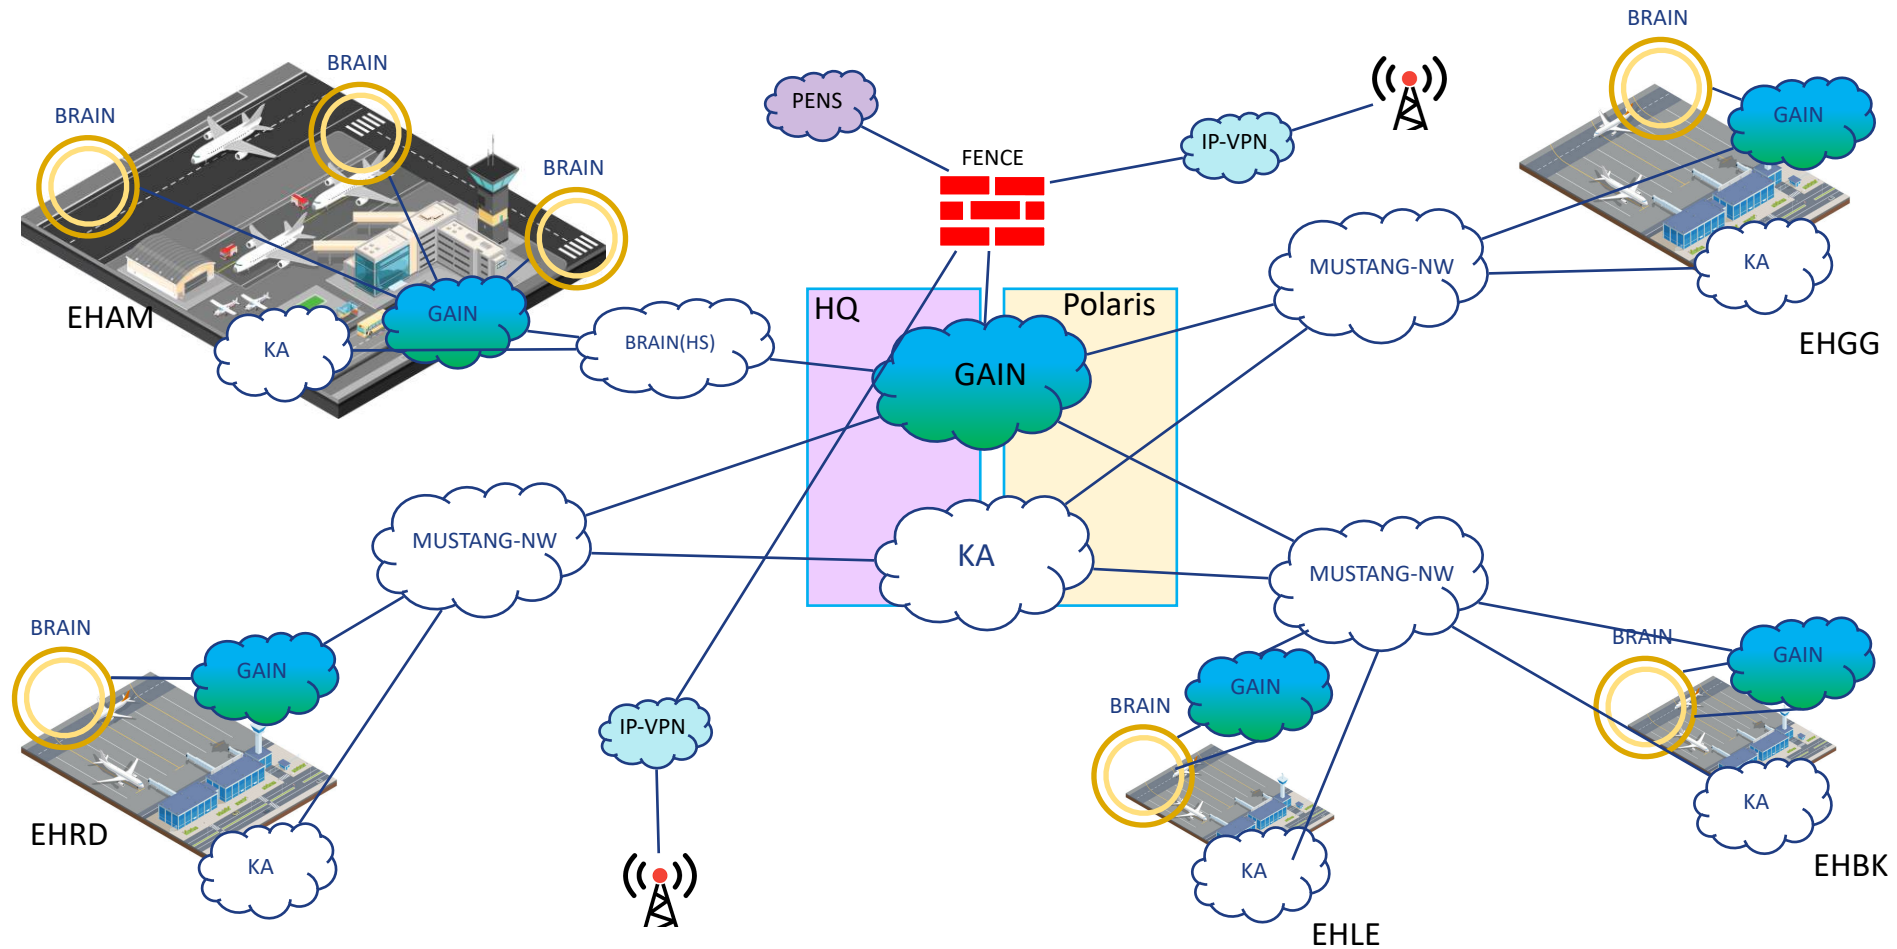 BRAIN
BRAIN
BRAIN
EHAM
GAIN
KA
BRAIN(HS)
PENS
FENCE
IP-VPN
BRAIN
GAIN
KA
MUSTANG-NW
EHGG
HQ
Polaris
GAIN
KA
MUSTANG-NW
BRAIN
GAIN
EHRD
KA
IP-VPN
MUSTANG-NW
BRAIN
GAIN
KA
EHLE
BRAIN
GAIN
KA
EHBK